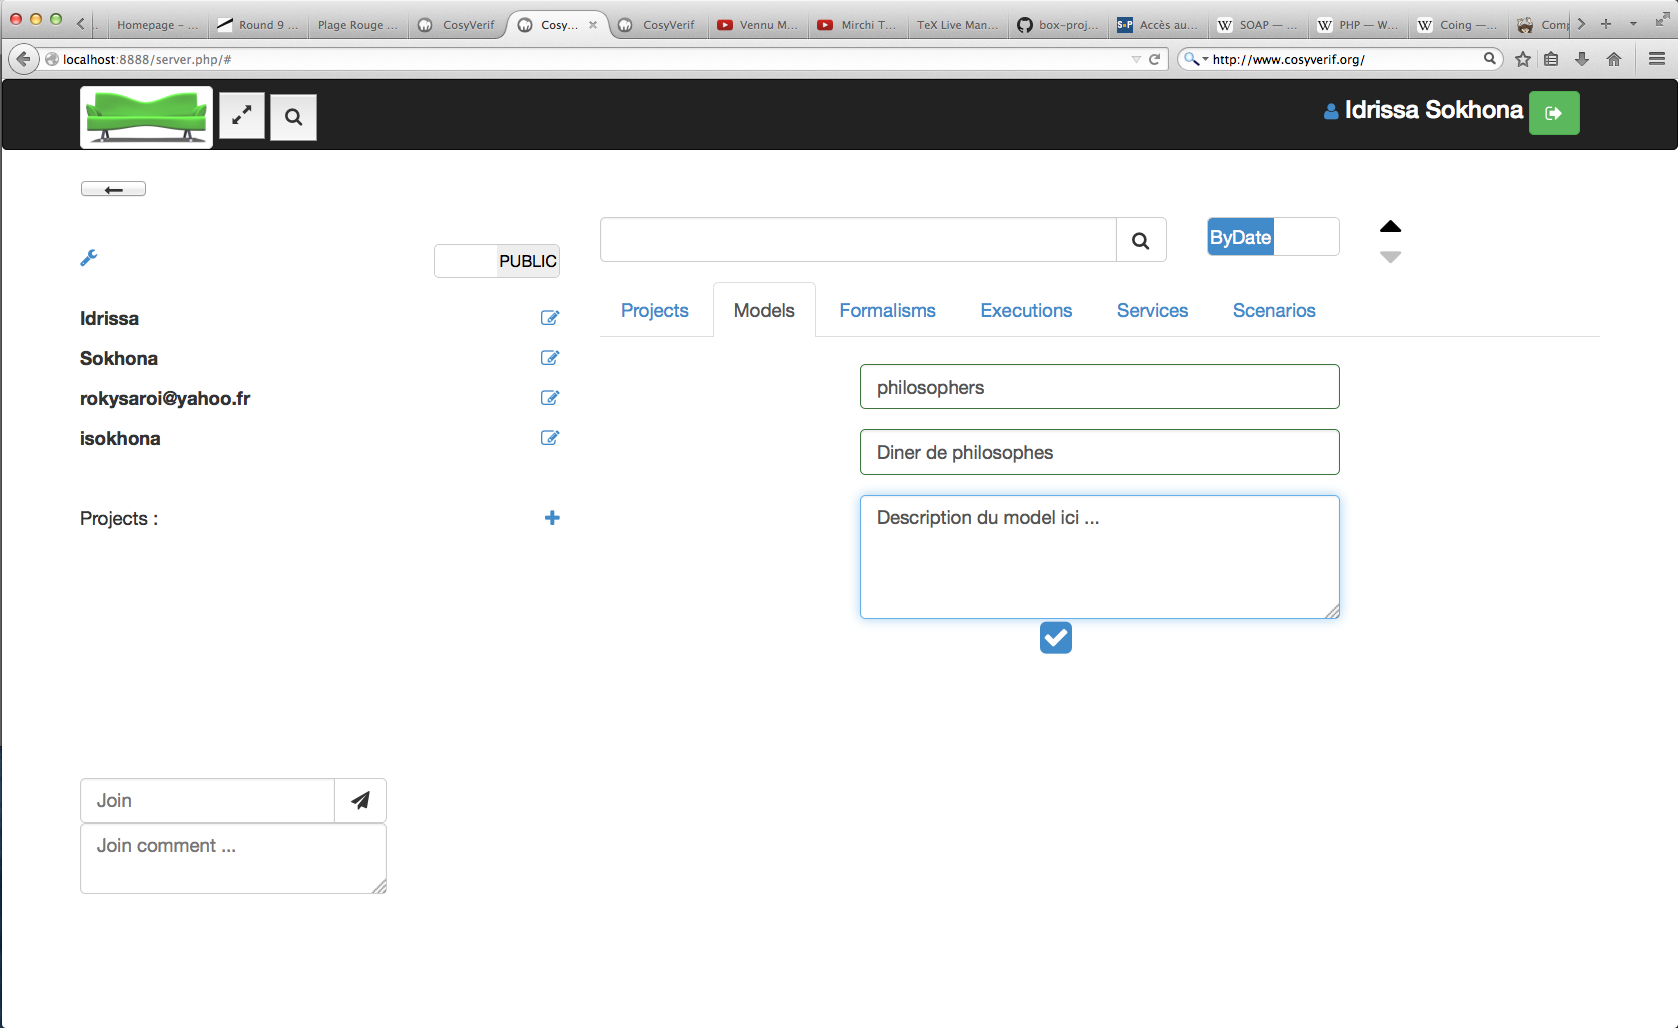 Homepage – ...
Round 9 ...
Plage Rouge ...
CosyVerif
Cosy...
CosyVerif
Vennu M...
Mirchi T...
TeX Live Man...
box–proj...
Accès au...
SOAP — ...
PHP — W...
Coing —...
Comp
localhost:8888/server.php/#
http://www.cosyverif.org/
Idrissa Sokhona
ByDate
PUBLIC
Projects Models Formalisms Executions Services Scenarios
Idrissa
Sokhona
rokysaroi@yahoo.fr
isokhona
Projects :
philosophers
Diner de philosophes
Description du model ici ...
Join
Join comment ...